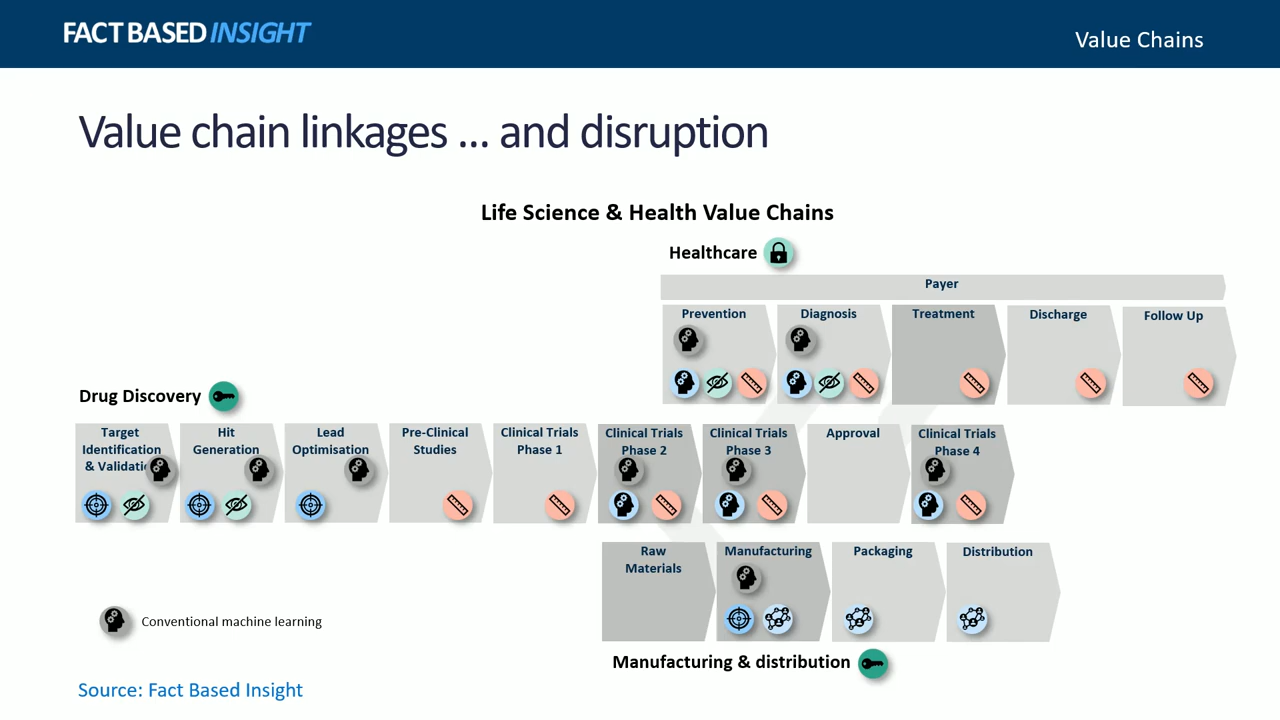 FACT BASED INSIGHT
Value Chains
Value chain linkages ... and disruption
Life Science & Health Value Chains
Healthcare
Payer
Prevention
Diagnosis
Treatment
Discharge
Follow Up
Drug Discovery
Target
Identification
& Validatio
Hit
Generation
Lead
Optimisation
Pre-Clinical
Studies
Clinical Trials
Phase 1
Clinical Trials
Phase 2
Clinical Trials
Phase 3
Approval
Clinical Trials
Phase 4
Raw
Materials
Manufacturing
Packaging
Distribution
Conventional machine learning
Manufacturing & distribution
Source: Fact Based Insight